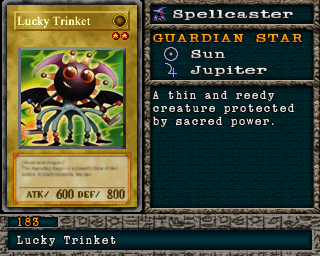 Lucky Trinket
ATK/ 600 DEF/ 800
Spellcaster
GUARDIAN STAR
Sun
Jupiter
A thin and reedy
creature protected
by sacred power.
183
Lucky Trinket